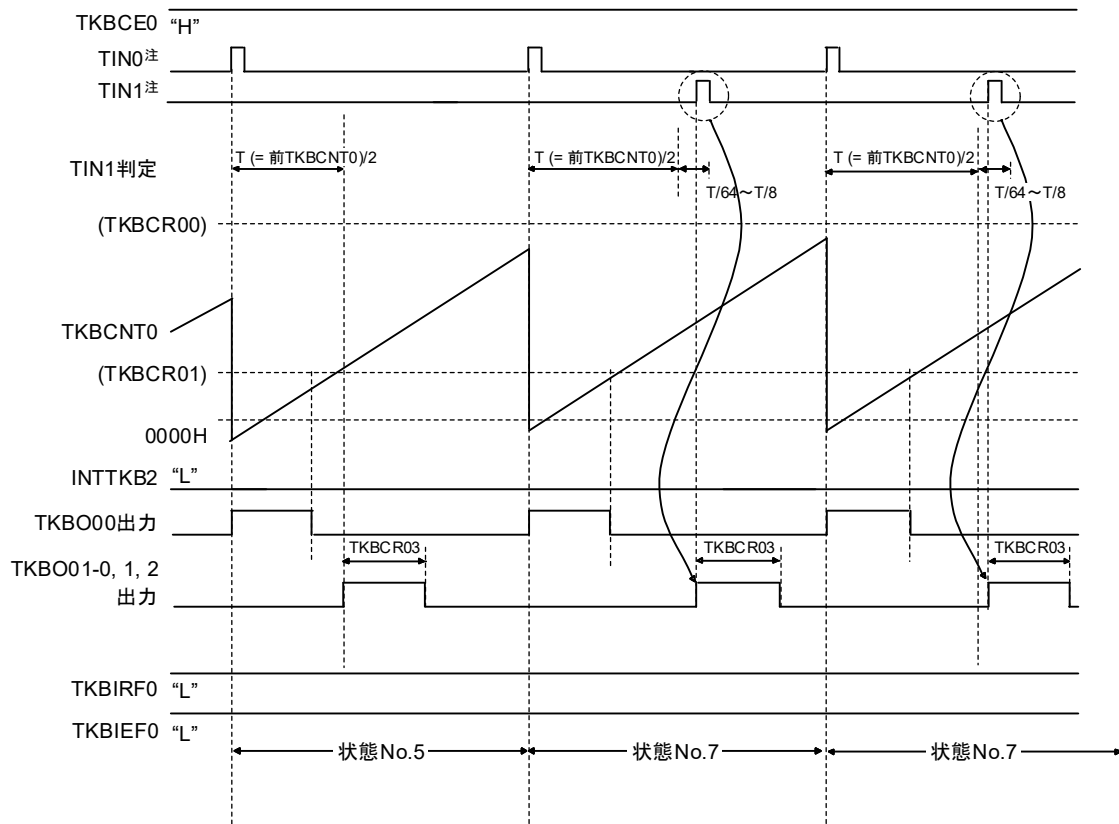 TKBCE0 “H”
TIN0注
TIN1注
TIN1判定
T (= 前TKBCNT0)/2
T (= 前TKBCNT0)/2
T (= 前TKBCNT0)/2
T/64～T/8
T/64～T/8
(TKBCR00)
TKBCNT0
(TKBCR01)
0000H
INTTKB2 “L”
TKBO00出力
TKBCR03
TKBCR03
TKBCR03
TKBO01-0, 1, 2
出力
TKBIRF0 “L”
TKBIEF0 “L”
状態No.5
状態No.7
状態No.7